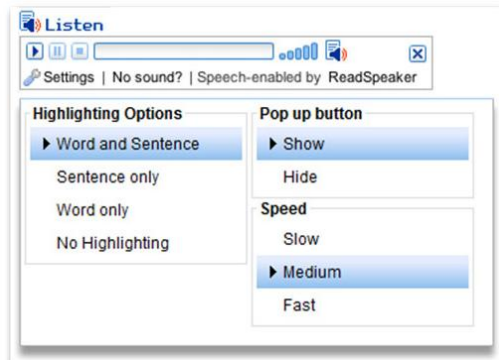 Listen
Settings | No sound? | Speech-enabled by ReadSpeaker
Highlighting Options
Word and Sentence
Sentence only
Word only
No Highlighting
Pop up button
Show
Hide
Speed
Slow
Medium
Fast